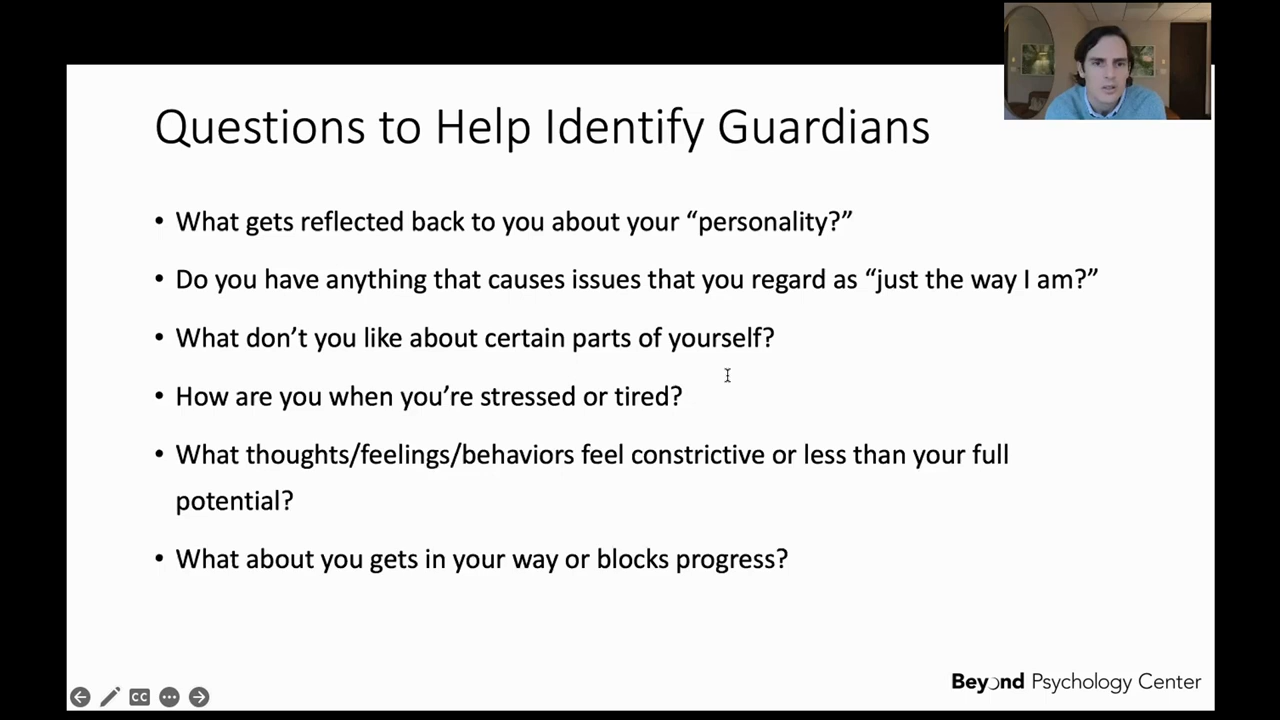 Questions to Help Identify Guardians
• What gets reflected back to you about your “personality?”
• Do you have anything that causes issues that you regard as “just the way I am?”
• What don’t you like about certain parts of yourself?
• How are you when you’re stressed or tired?
• What thoughts/feelings/behaviors feel constrictive or less than your full
potential?
• What about you gets in your way or blocks progress?
CC
Beyond Psychology Center